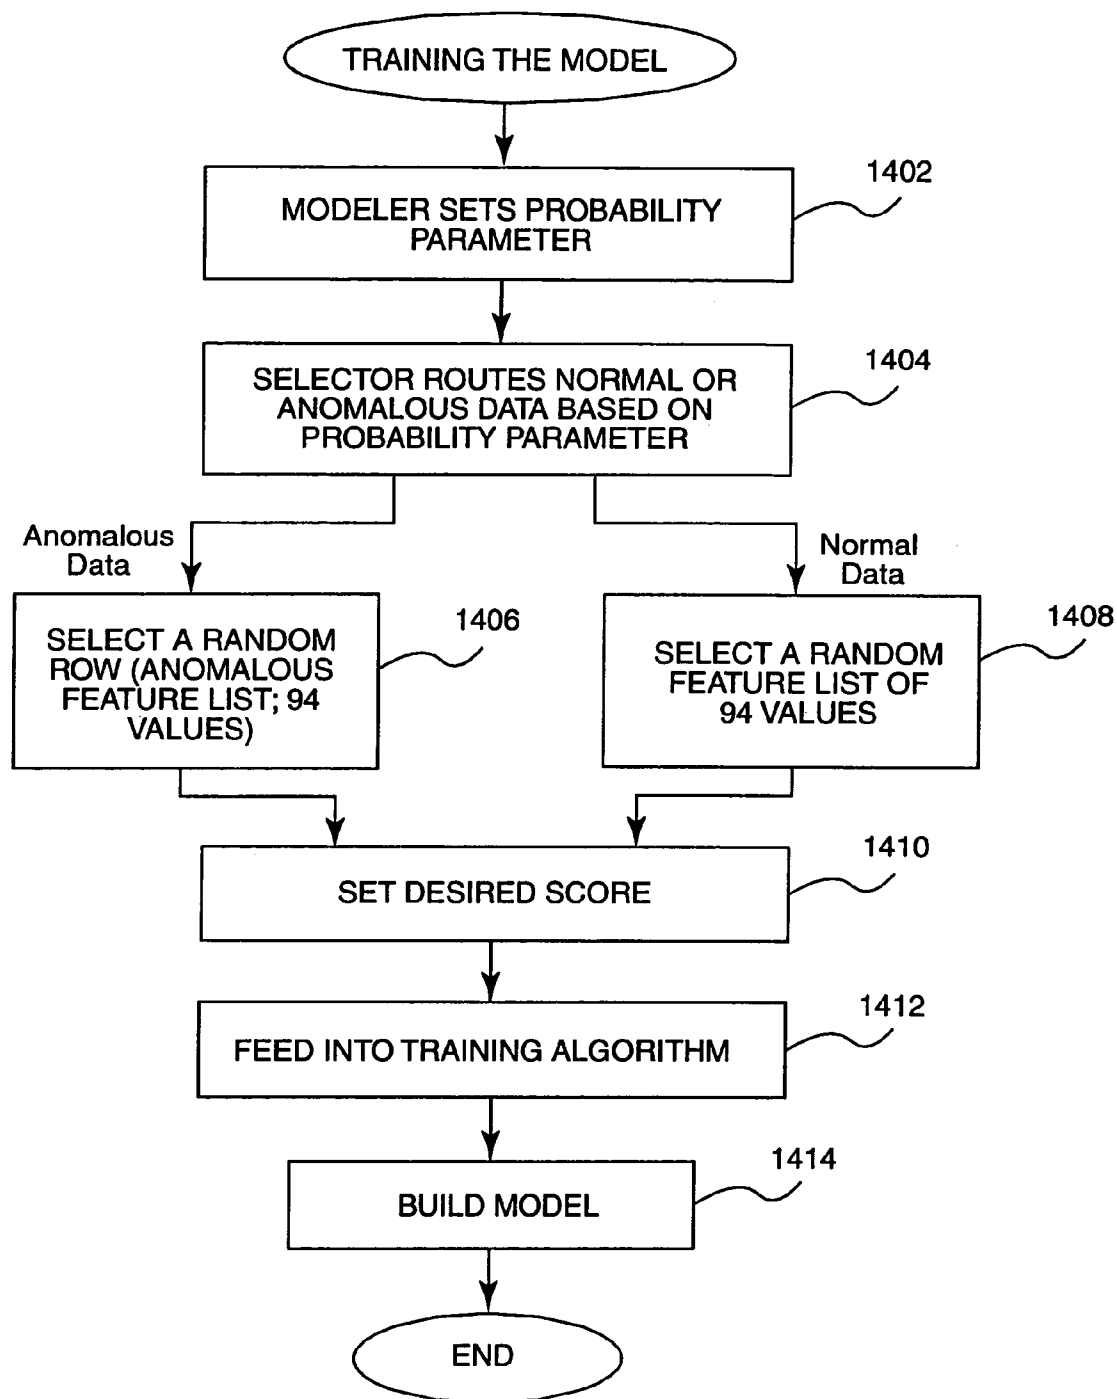 TRAINING THE MODEL
1402
MODELER SETS PROBABILITY
PARAMETER
1404
SELECTOR ROUTES NORMAL OR
ANOMALOUS DATA BASED ON
PROBABILITY PARAMETER
Anomalous
Data
Normal
Data
1406
SELECT A RANDOM
ROW (ANOMALOUS
FEATURE LIST; 94
VALUES)
1408
SELECT A RANDOM
FEATURE LIST OF
94 VALUES
1410
SET DESIRED SCORE
1412
FEED INTO TRAINING ALGORITHM
1414
BUILD MODEL
END